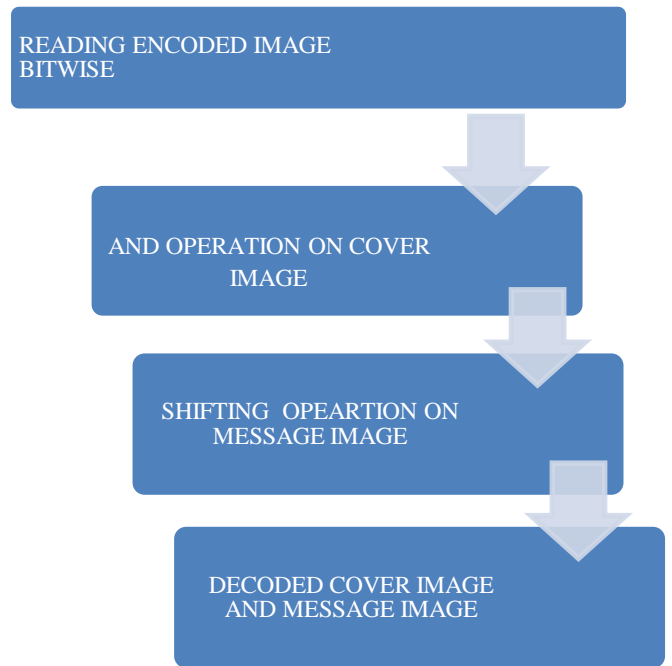 READING ENCODED IMAGE
BITWISE
AND OPERATION ON COVER
IMAGE
SHIFTING OPEARTION ON
MESSAGE IMAGE
DECODED COVER IMAGE
AND MESSAGE IMAGE